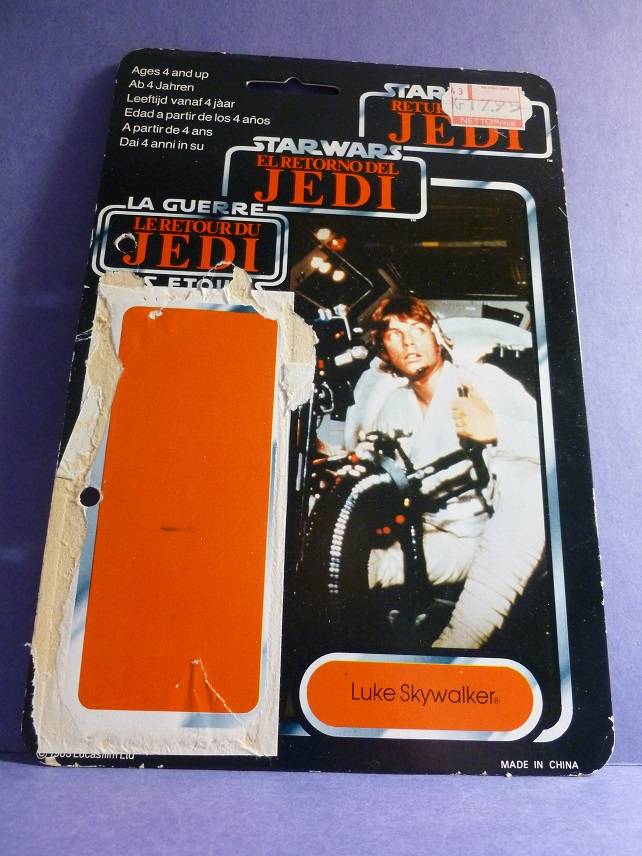 Ages 4 and up
Ab 4 Jahren
Leeftijd vanaf 4 jàar
Edad a partir de los 4 años
A partir de 4 ans
Dai 4 anni in su
STAR
JEDI
NETTO
STAR WARS
EL RETORNO DEL
JEDI
LA GUERRE
LE RETOUR DU
JEDI
Luke Skywalker®
Lucasfilm Ltd
MADE IN CHINA